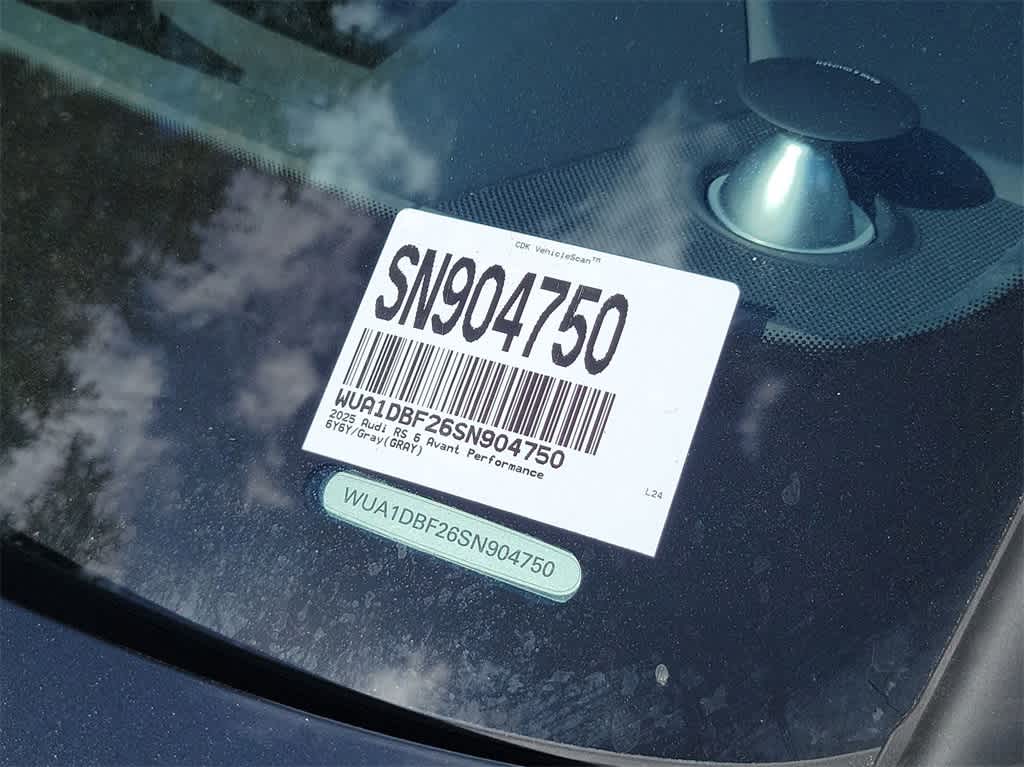 CDK VehicleScan™
SN904750
WUA1DBF26SN904750
2025 Audi RS 6 Avant Performance
6Y6Y/Gray(GRAY)
L24
WUA1DBF26SN904750